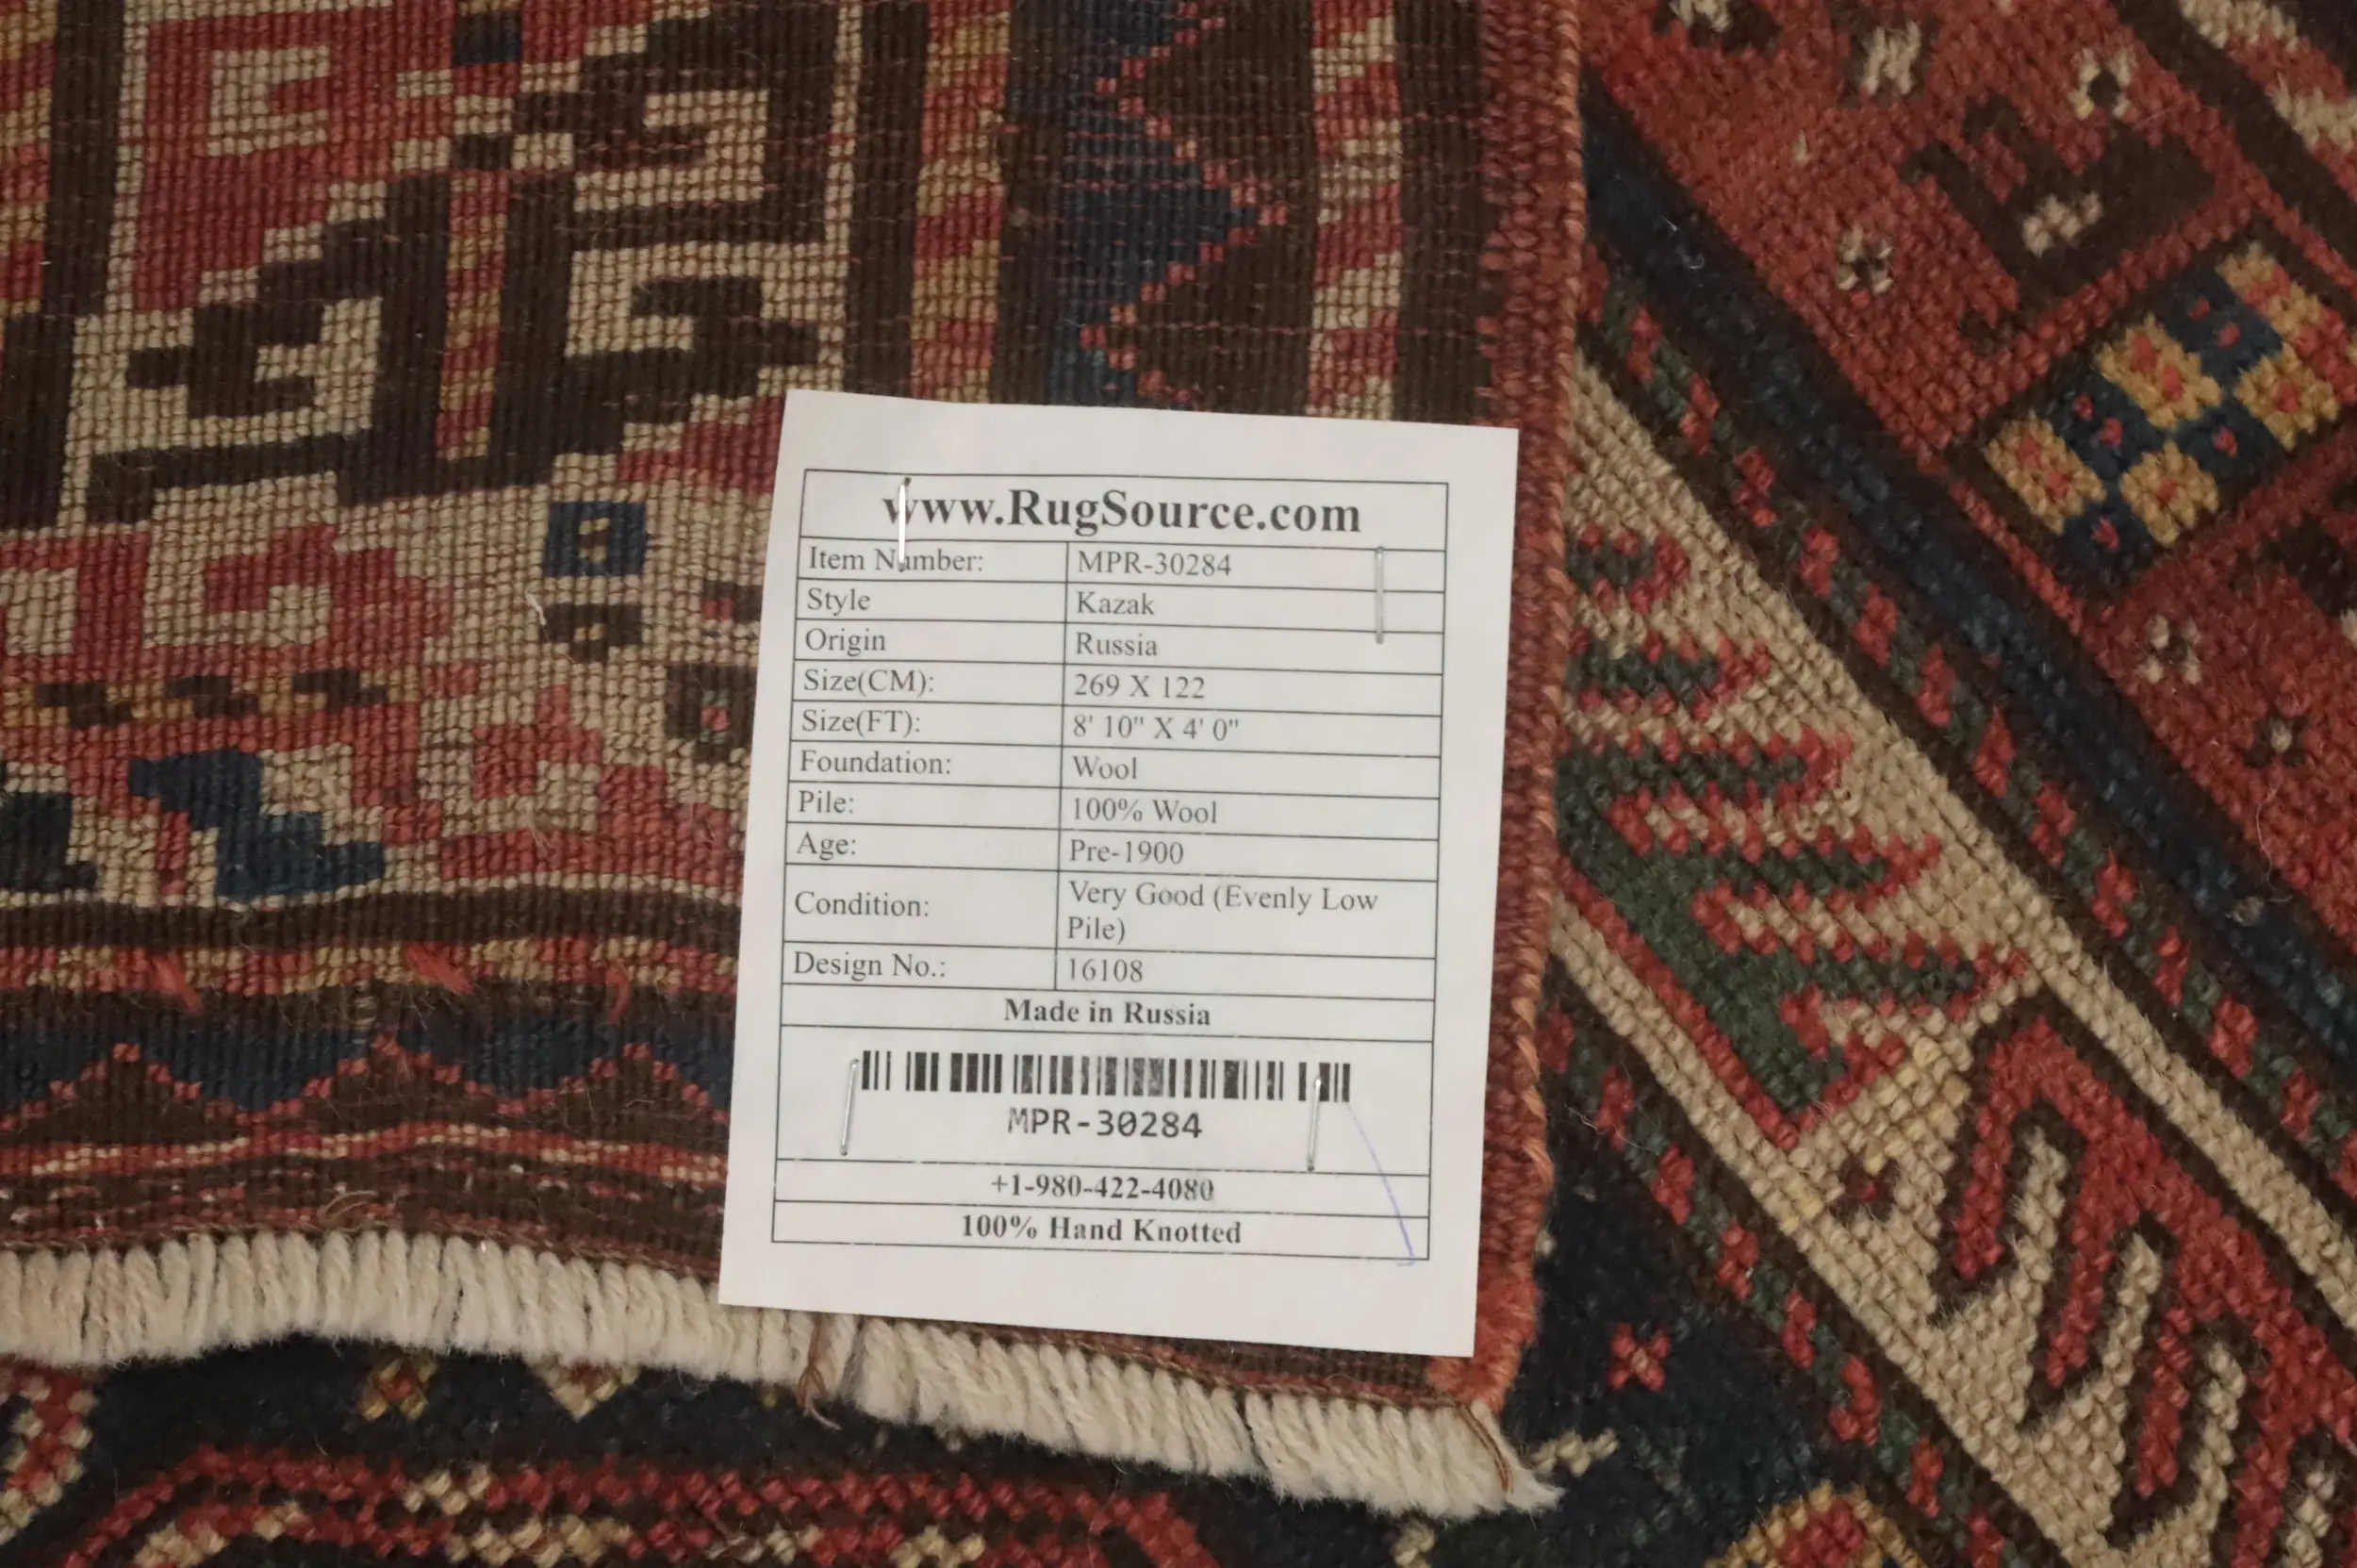 www.RugSource.com
Item Number: MPR-30284
Style Kazak
Origin Russia
Size(CM): 269 X 122
Size(FT): 8' 10" X 4' 0"
Foundation: Wool
Pile: 100% Wool
Age: Pre-1900
Condition: Very Good (Evenly Low
Pile)
Design No.: 16108
Made in Russia
MPR-30284
+1-980-422-4080
100% Hand Knotted